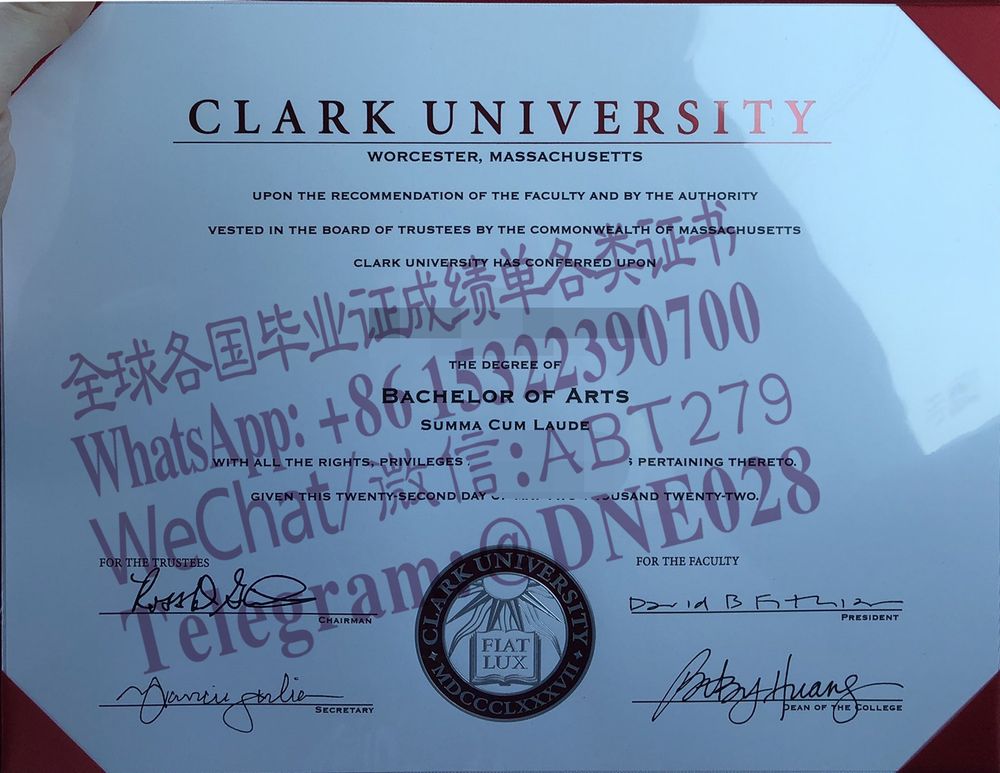 CLARK UNIVERSITY
WORCESTER, MASSACHUSETTS
UPON THE RECOMMENDATION OF THE FACULTY AND BY THE AUTHORITY
VESTED IN THE BOARD OF TRUSTEES BY THE COMMONWEALTH OF MASSACHUSETTS
CLARK UNIVERSITY HAS CONFERRED UPON
全球各国毕业证成绩单各类证书
THE DEGREE OF
BACHELOR OF ARTS
SUMMA CUM LAUDE
WhatsApp: +86 15322390700
WITH ALL THE RIGHTS, PRIVILEGES PERTAINING THERETO.
WeChat/微信:ABT279
GIVEN THIS TWENTY-SECOND DAY TWENTY-TWO.
Telegram: @DNE028
FOR THE TRUSTEES
FOR THE FACULTY
David B Fithian
CHAIRMAN
PRESIDENT
CLARK UNIVERSITY
FIAT
LUX
MDCCCLXXXVII
SECRETARY
DEAN OF THE COLLEGE